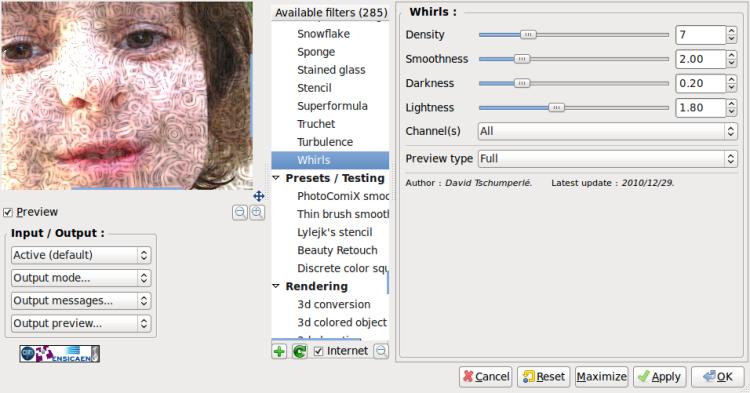 Available filters (285)
Snowflake
Sponge
Stained glass
Stencil
Superformula
Truchet
Turbulence
Whirls
Presets / Testing
PhotoComiX smoo
Thin brush smooth
Lylejk's stencil
Beauty Retouch
Discrete color squ
Rendering
3d conversion
3d colored object
Internet
Preview
Input / Output :
Active (default)
Output mode...
Output messages...
Output preview...
ENSICAEN
Whirls :
Density 7
Smoothness 2.00
Darkness 0.20
Lightness 1.80
Channel(s) All
Preview type Full
Author : David Tschumperlé. Latest update : 2010/12/29.
Cancel Reset Maximize Apply OK